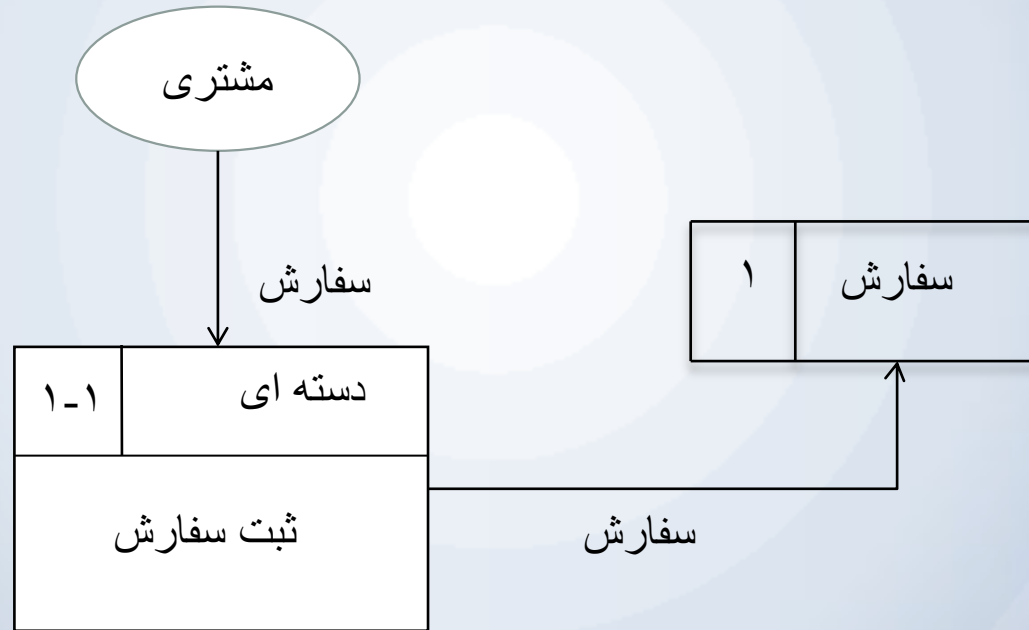 مشتری
سفارش
۱ سفارش
دسته ای ۱-۱
ثبت سفارش
سفارش